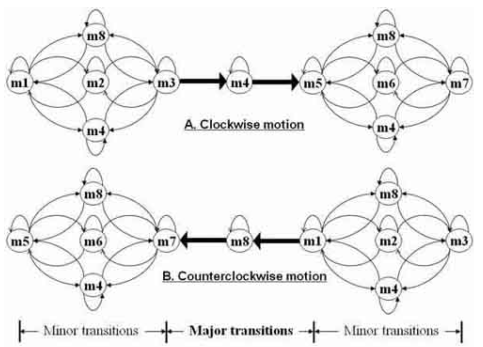 m8 m8
m1 m2 m3 m4 m5 m6 m7
m4 m4
A. Clockwise motion
m8 m8
m5 m6 m7 m8 m1 m2 m3
m4 m4
B. Counterclockwise motion
Minor transitions Major transitions Minor transitions